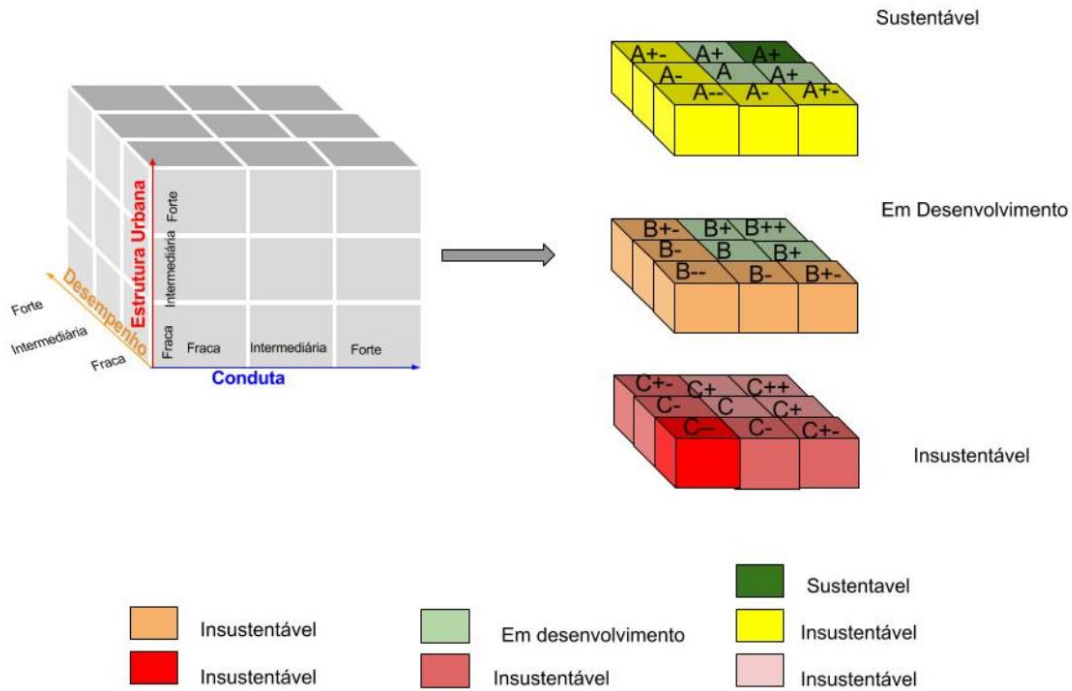 Sustentável
A+- A+ A+
A- A A+
A-- A- A+-
Estrutura Urbana
Forte
Intermediária
Fraca
Desempenho
Forte
Intermediária
Fraca
Fraca Intermediária Forte
Conduta
Em Desenvolvimento
B+- B+ B++
B- B B+
B-- B- B+-
C+- C+ C++
C- C C+
C-- C- C+-
Insustentável
Sustentavel
Insustentável Em desenvolvimento Insustentável
Insustentável Insustentável Insustentável